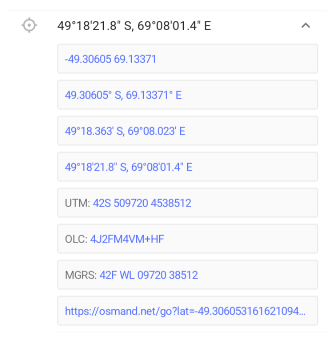 49°18'21.8" S, 69°08'01.4" E
-49.30605 69.13371
49.30605° S, 69.13371° E
49°18.363' S, 69°08.023' E
49°18'21.8" S, 69°08'01.4" E
UTM: 42S 509720 4538512
OLC: 4J2FM4VM+HF
MGRS: 42F WL 09720 38512
https://osmand.net/go?lat=-49.306053161621094...